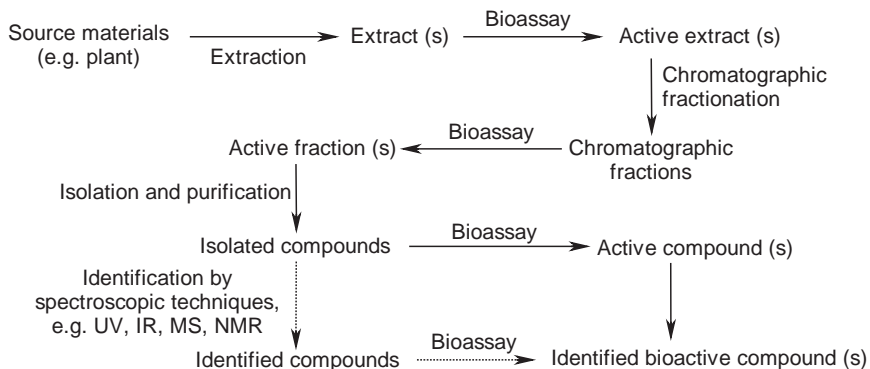 Source materials
(e.g. plant)
Extraction
Extract (s)
Bioassay
Active extract (s)
Chromatographic
fractionation
Chromatographic
fractions
Bioassay
Active fraction (s)
Isolation and purification
Isolated compounds
Bioassay
Active compound (s)
Identification by
spectroscopic techniques,
e.g. UV, IR, MS, NMR
Identified compounds
Bioassay
Identified bioactive compound (s)